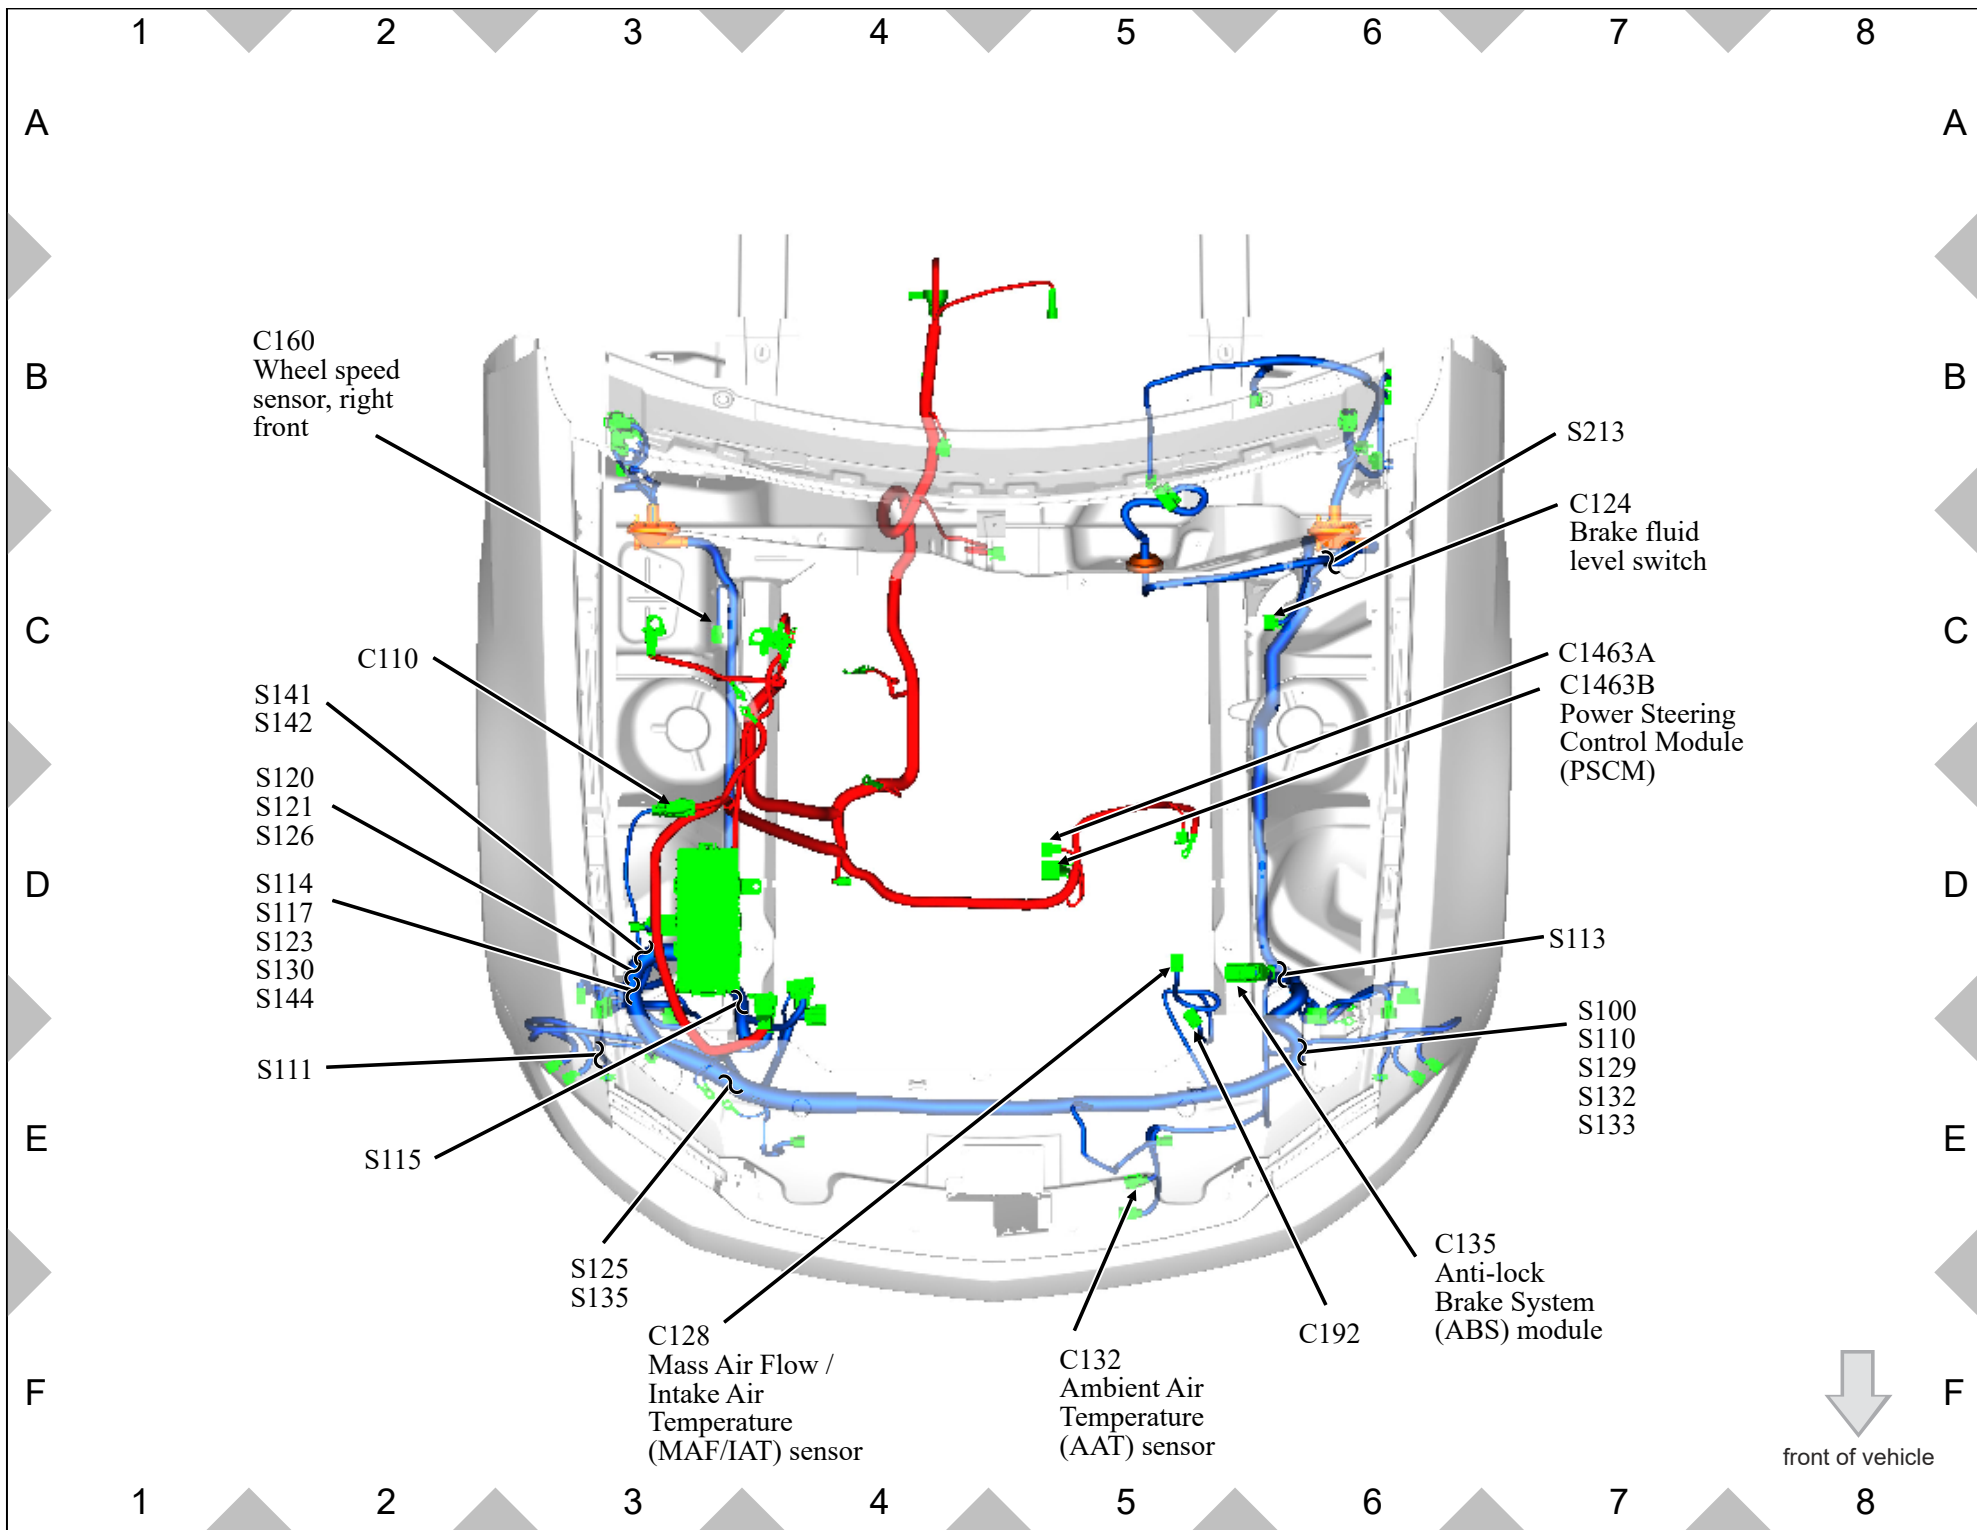 1 2 3 4 5 6 7 8
A A
C160
Wheel speed
sensor, right
front
B B
S213
C124
Brake fluid
level switch
C C
C110
C1463A
C1463B
Power Steering
Control Module
(PSCM)
S141
S142
S120
S121
S126
D D
S114
S117
S123
S130
S144
S113
S100
S110
S129
S132
S133
S111
E E
S115
S125
S135
C128
Mass Air Flow /
Intake Air
Temperature
(MAF/IAT) sensor
C132
Ambient Air
Temperature
(AAT) sensor
C192
C135
Anti-lock
Brake System
(ABS) module
F F
front of vehicle
1 2 3 4 5 6 7 8